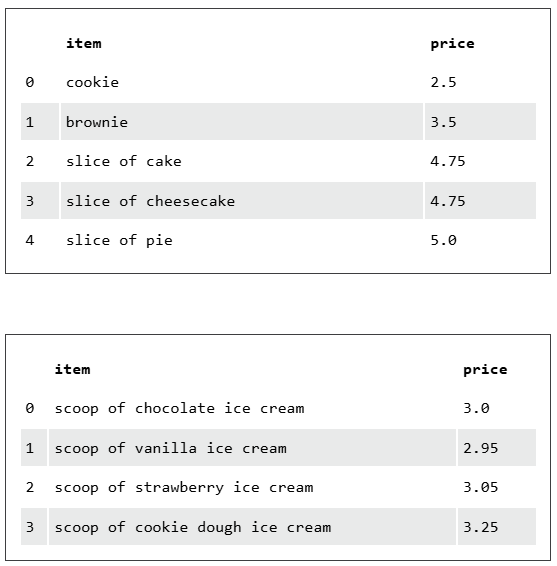 item price
0 cookie 2.5
1 brownie 3.5
2 slice of cake 4.75
3 slice of cheesecake 4.75
4 slice of pie 5.0
item price
0 scoop of chocolate ice cream 3.0
1 scoop of vanilla ice cream 2.95
2 scoop of strawberry ice cream 3.05
3 scoop of cookie dough ice cream 3.25